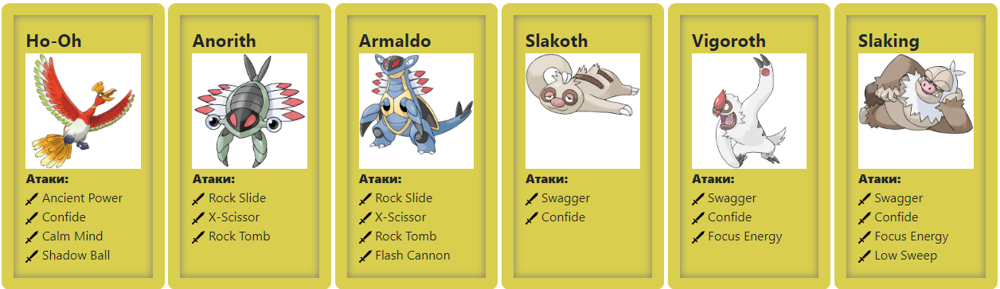 Ho-Oh
Атаки:
Ancient Power
Confide
Calm Mind
Shadow Ball
Anorith
Атаки:
Rock Slide
X-Scissor
Rock Tomb
Armaldo
Атаки:
Rock Slide
X-Scissor
Rock Tomb
Flash Cannon
Slakoth
Атаки:
Swagger
Confide
Vigoroth
Атаки:
Swagger
Confide
Focus Energy
Slaking
Атаки:
Swagger
Confide
Focus Energy
Low Sweep